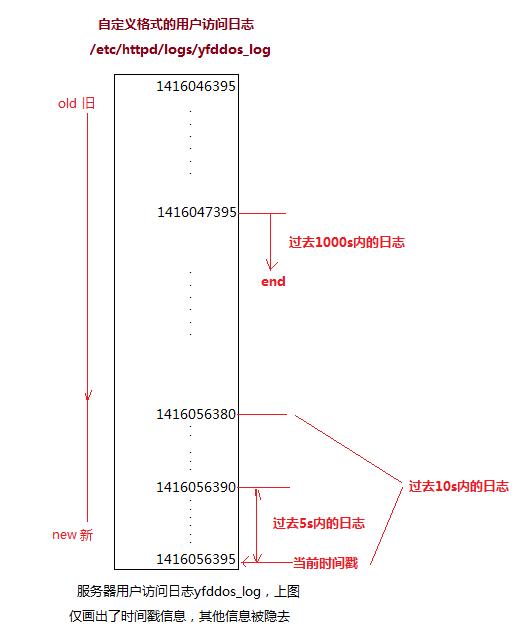 自定义格式的用户访问日志
/etc/httpd/logs/yfddos_log
1416046395
old 旧
1416047395
过去1000s内的日志
end
1416056380
1416056390
过去10s内的日志
过去5s内的日志
new 新
1416056395
当前时间戳
服务器用户访问日志yfddos_log，上图
仅画出了时间戳信息，其他信息被隐去